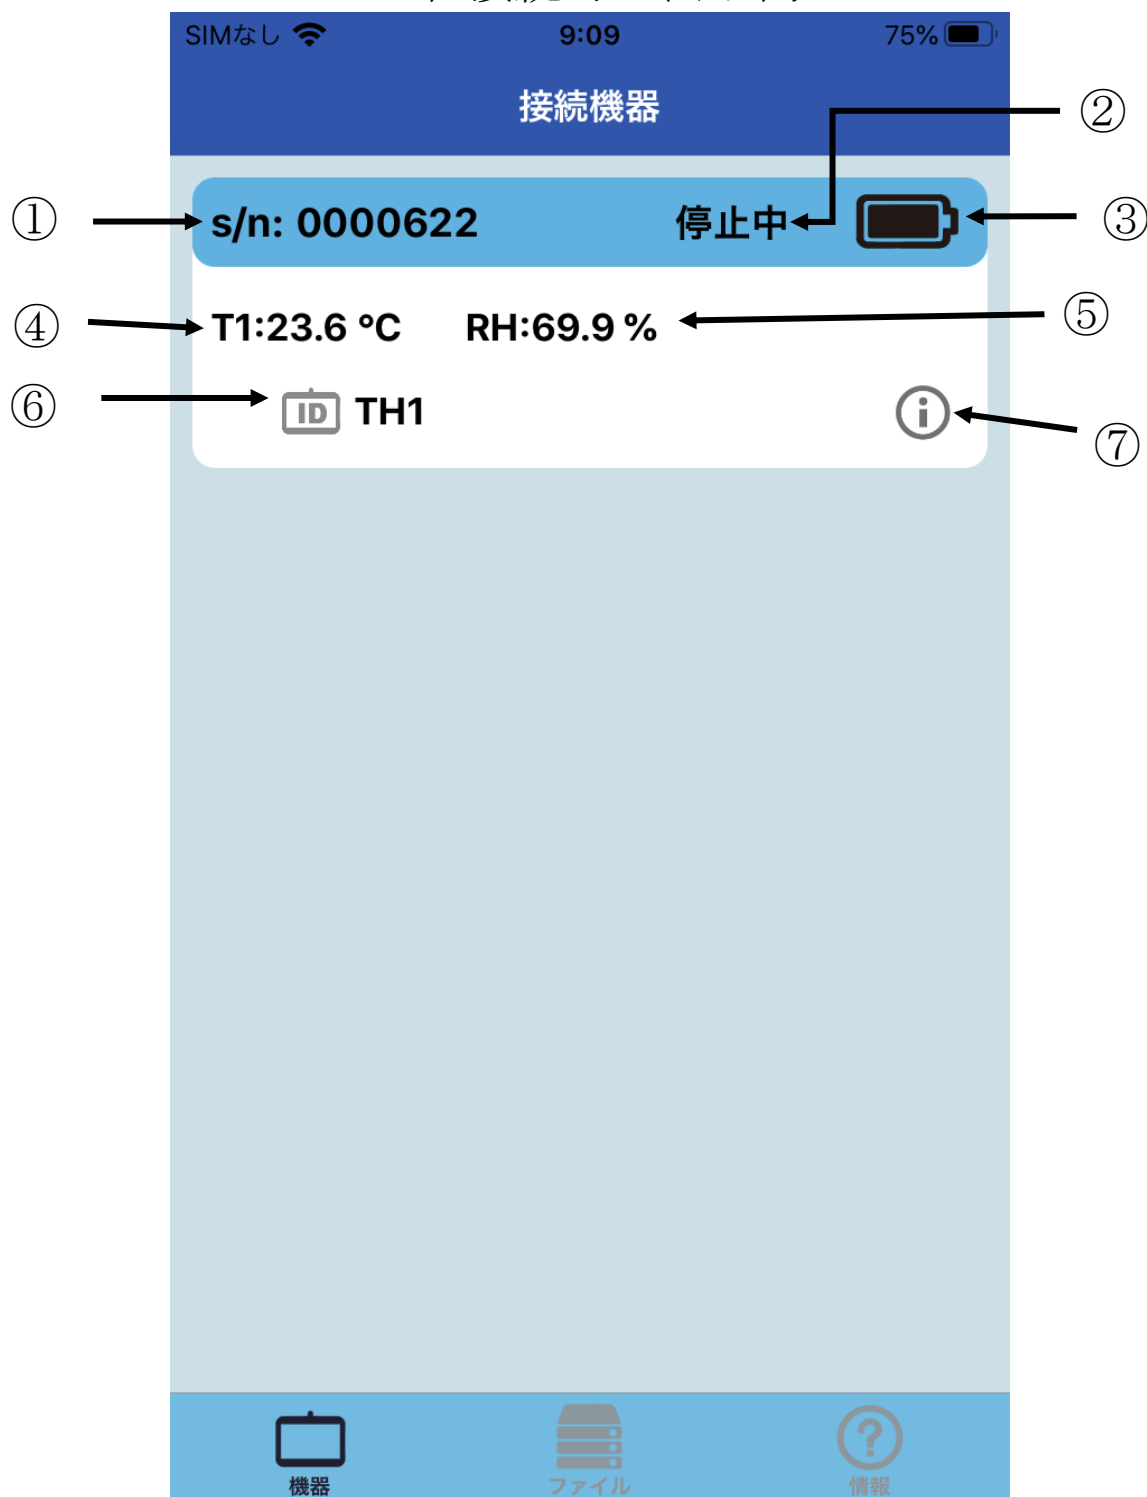 SIMなし 9:09 75%
接続機器
②
① s/n: 0000622 停止中 ③
④ T1:23.6 ℃ RH:69.9 % ⑤
⑥ ID TH1 ⑦
機器 ファイル 情報